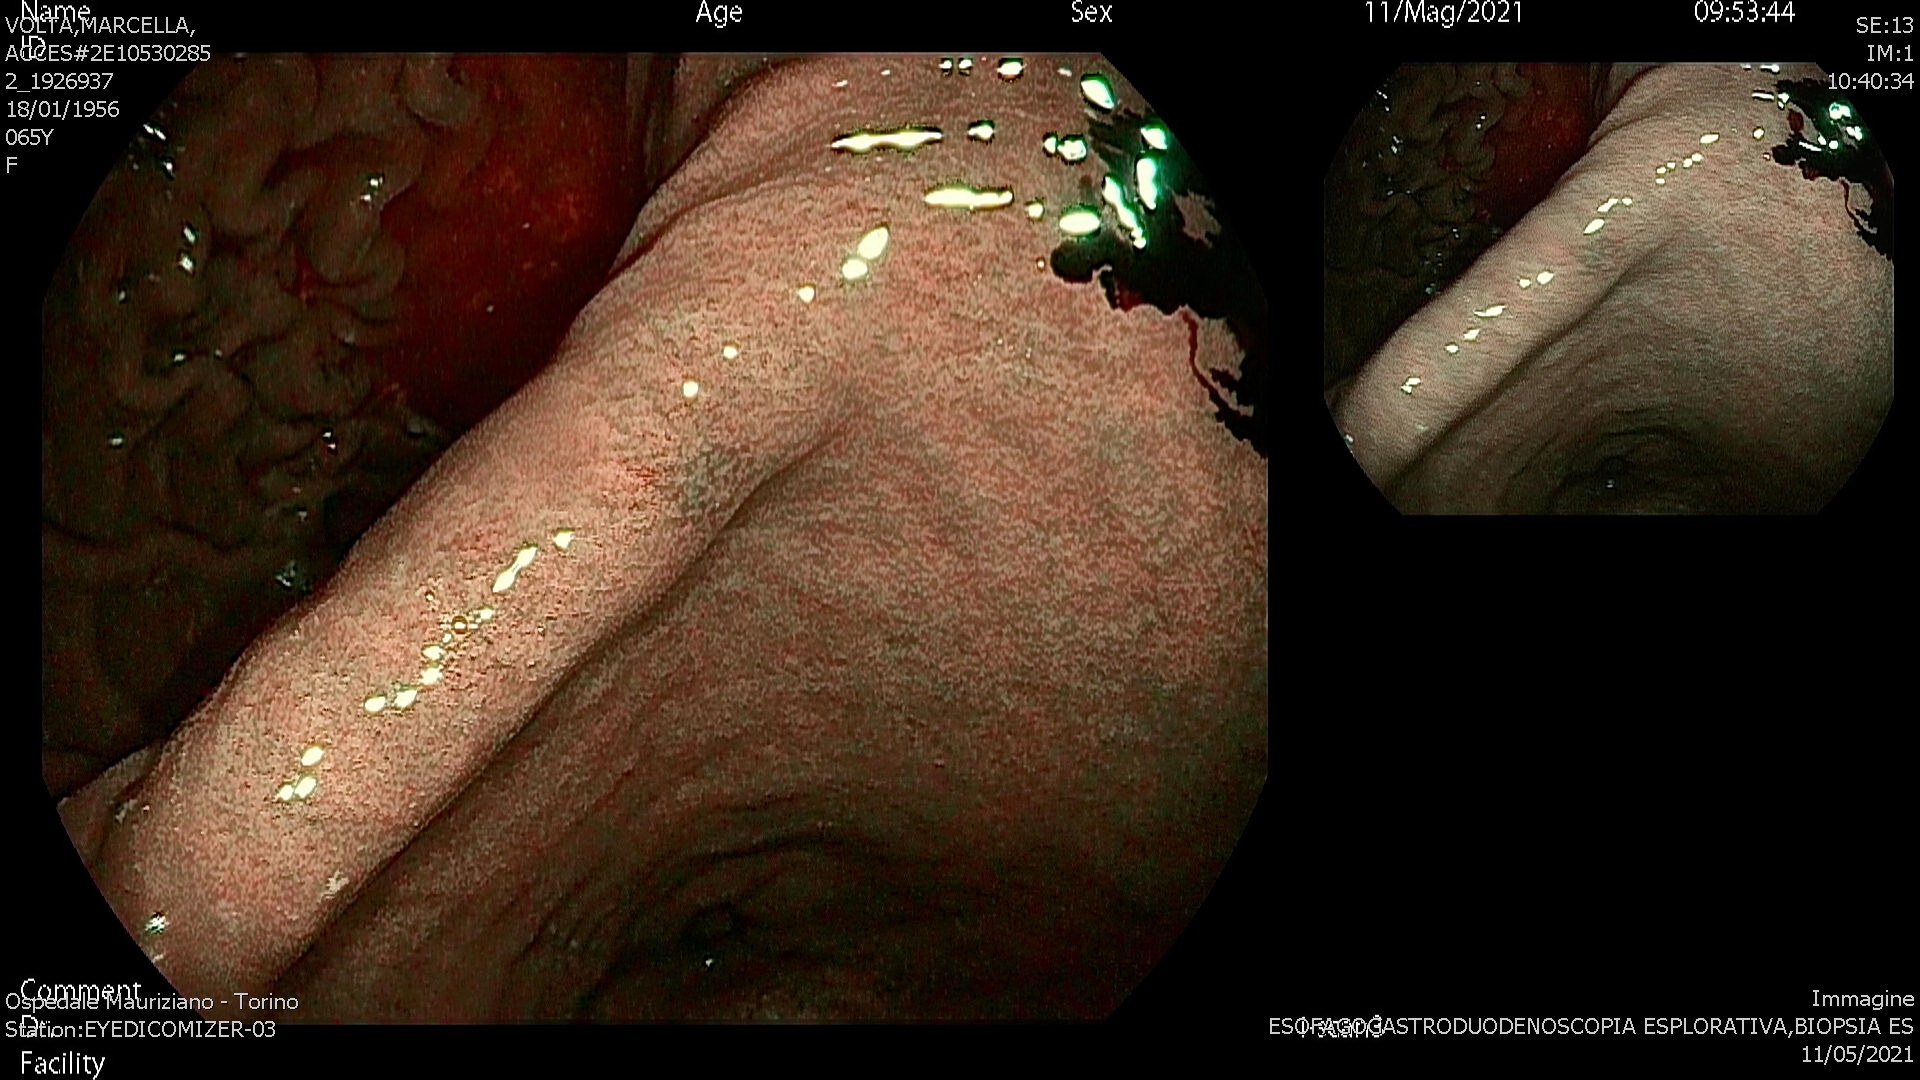 Name Age Sex 11/Mag/2021 09:53:44
VOLTA,MARCELLA, SE:13
ID
ACCES#2E10530285 IM:1
2_1926937 10:40:34
18/01/1956
065Y
F
Comment
Ospedale Mauriziano - Torino Immagine
Station:EYEDICOMIZER-03 ESOFAGOGASTRODUODENOSCOPIA ESPLORATIVA,BIOPSIA ES
11/05/2021
Facility